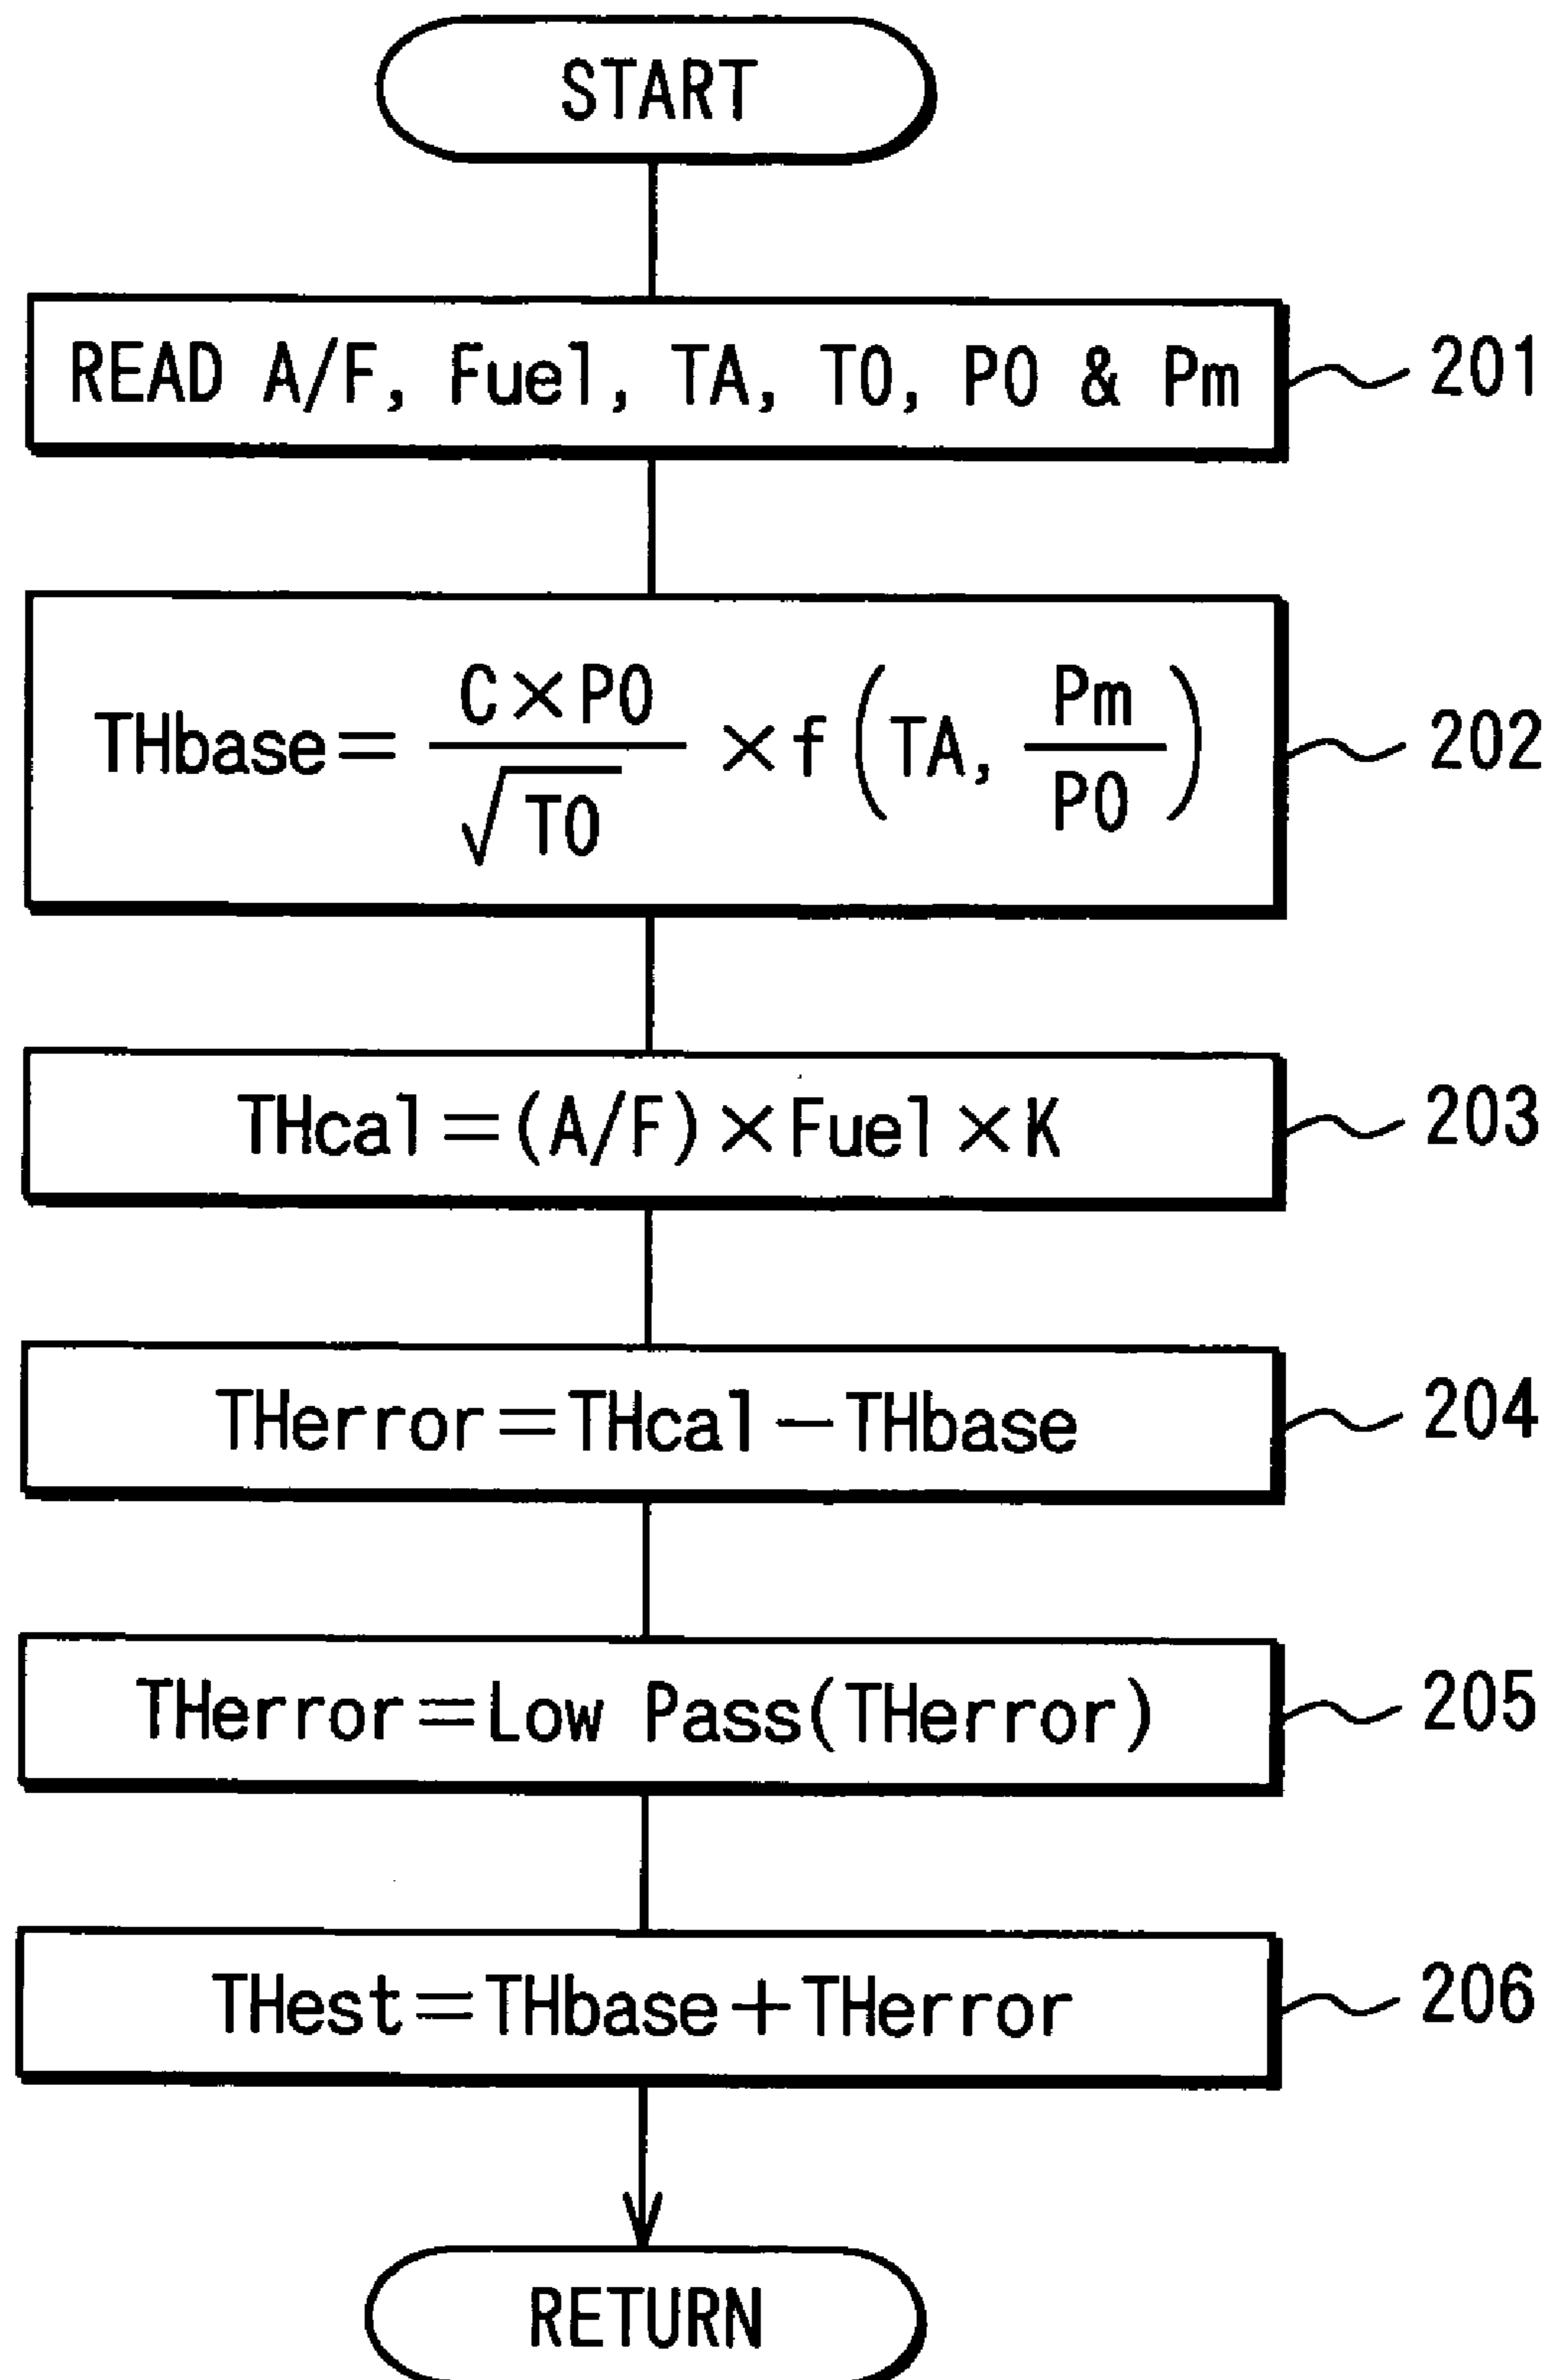 START
READ A/F, Fuel, TA, T0, P0 & Pm
201
THbase = C×P0 / √T0 × f (TA, Pm / P0)
202
THcal=(A/F)×Fuel×K
203
THerror=THcal−THbase
204
THerror=Low Pass(THerror)
205
THest=THbase+THerror
206
RETURN